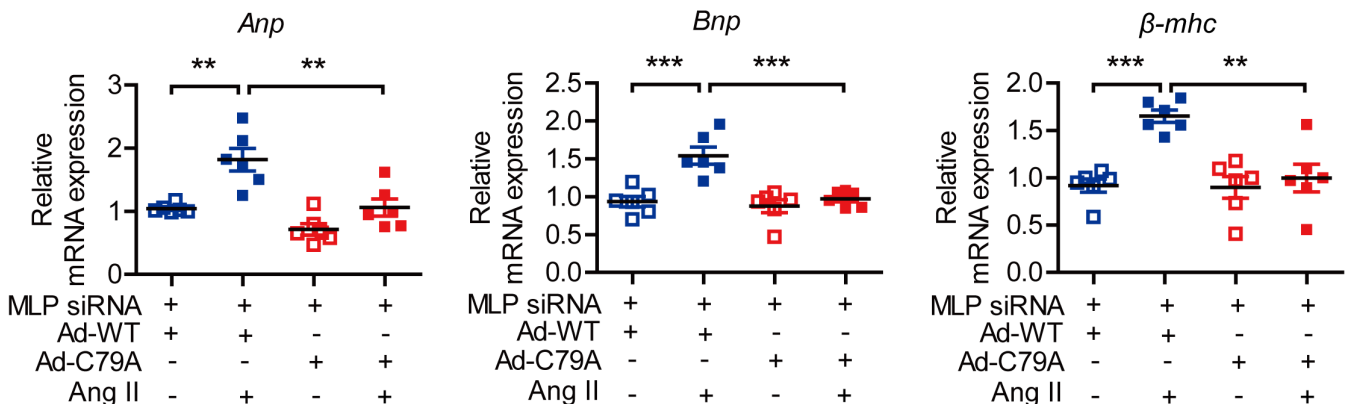 Anp
** **
Relative
mRNA expression
3
2
1
0
MLP siRNA + + + +
Ad-WT + + - -
Ad-C79A - - + +
Ang II - + - +
Bnp
*** ***
Relative
mRNA expression
2.5
2.0
1.5
1.0
0.5
0.0
MLP siRNA + + + +
Ad-WT + + - -
Ad-C79A - - + +
Ang II - + - +
β-mhc
*** **
Relative
mRNA expression
2.0
1.5
1.0
0.5
0.0
MLP siRNA + + + +
Ad-WT + + - -
Ad-C79A - - + +
Ang II - + - +